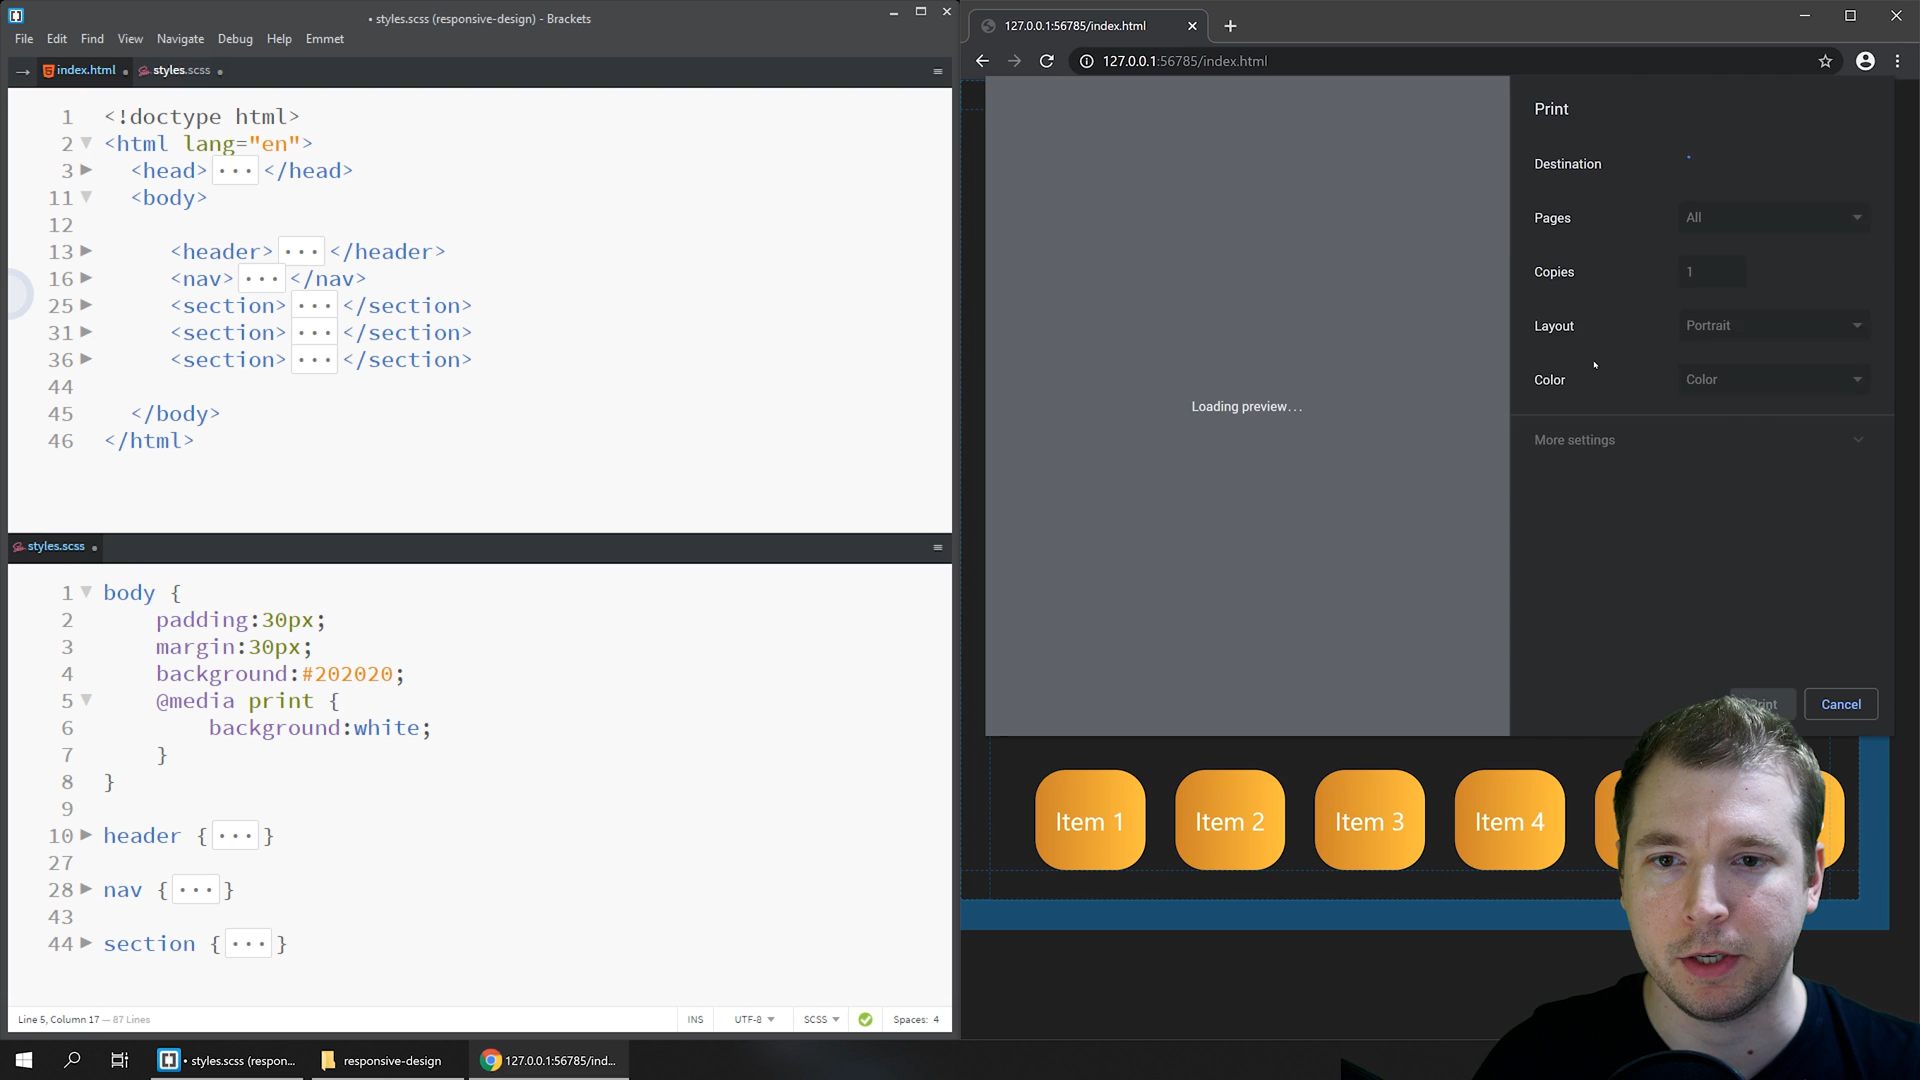 • styles.scss (responsive-design) - Brackets
File Edit Find View Navigate Debug Help Emmet
index.html • styles.scss •
1 <!doctype html>
2 <html lang="en">
3 <head> ••• </head>
11 <body>
12
13 <header> ••• </header>
16 <nav> ••• </nav>
25 <section> ••• </section>
31 <section> ••• </section>
36 <section> ••• </section>
44
45 </body>
46 </html>
styles.scss •
1 body {
2 padding:30px;
3 margin:30px;
4 background:#202020;
5 @media print {
6 background:white;
7 }
8 }
9
10 header { ••• }
27
28 nav { ••• }
43
44 section { ••• }
Line 5, Column 17 — 87 Lines
INS UTF-8 SCSS Spaces: 4
127.0.0.1:56785/index.html
127.0.0.1:56785/index.html
Loading preview...
Print
Destination
Pages All
Copies 1
Layout Portrait
Color Color
More settings
Cancel
Item 1 Item 2 Item 3 Item 4
• styles.scss (respon... responsive-design 127.0.0.1:56785/ind...